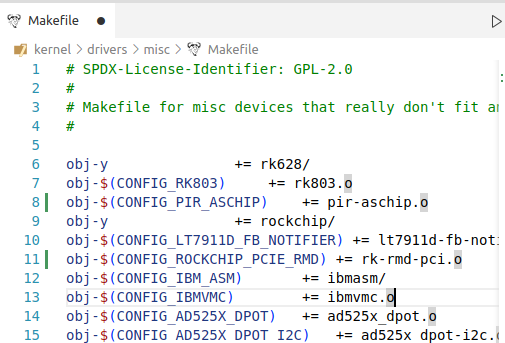 Makefile
kernel > drivers > misc > Makefile
1 # SPDX-License-Identifier: GPL-2.0
2 #
3 # Makefile for misc devices that really don't fit
4 #
5
6 obj-y += rk628/
7 obj-$(CONFIG_RK803) += rk803.o
8 obj-$(CONFIG_PIR_ASCHIP) += pir-aschip.o
9 obj-y += rockchip/
10 obj-$(CONFIG_LT7911D_FB_NOTIFIER) += lt7911d-fb-noti
11 obj-$(CONFIG_ROCKCHIP_PCIE_RMD) += rk-rmd-pci.o
12 obj-$(CONFIG_IBM_ASM) += ibmasm/
13 obj-$(CONFIG_IBMVMC) += ibmvmc.o
14 obj-$(CONFIG_AD525X_DPOT) += ad525x_dpot.o
15 obj-$(CONFIG_AD525X_DPOT_I2C) += ad525x_dpot-i2c.o